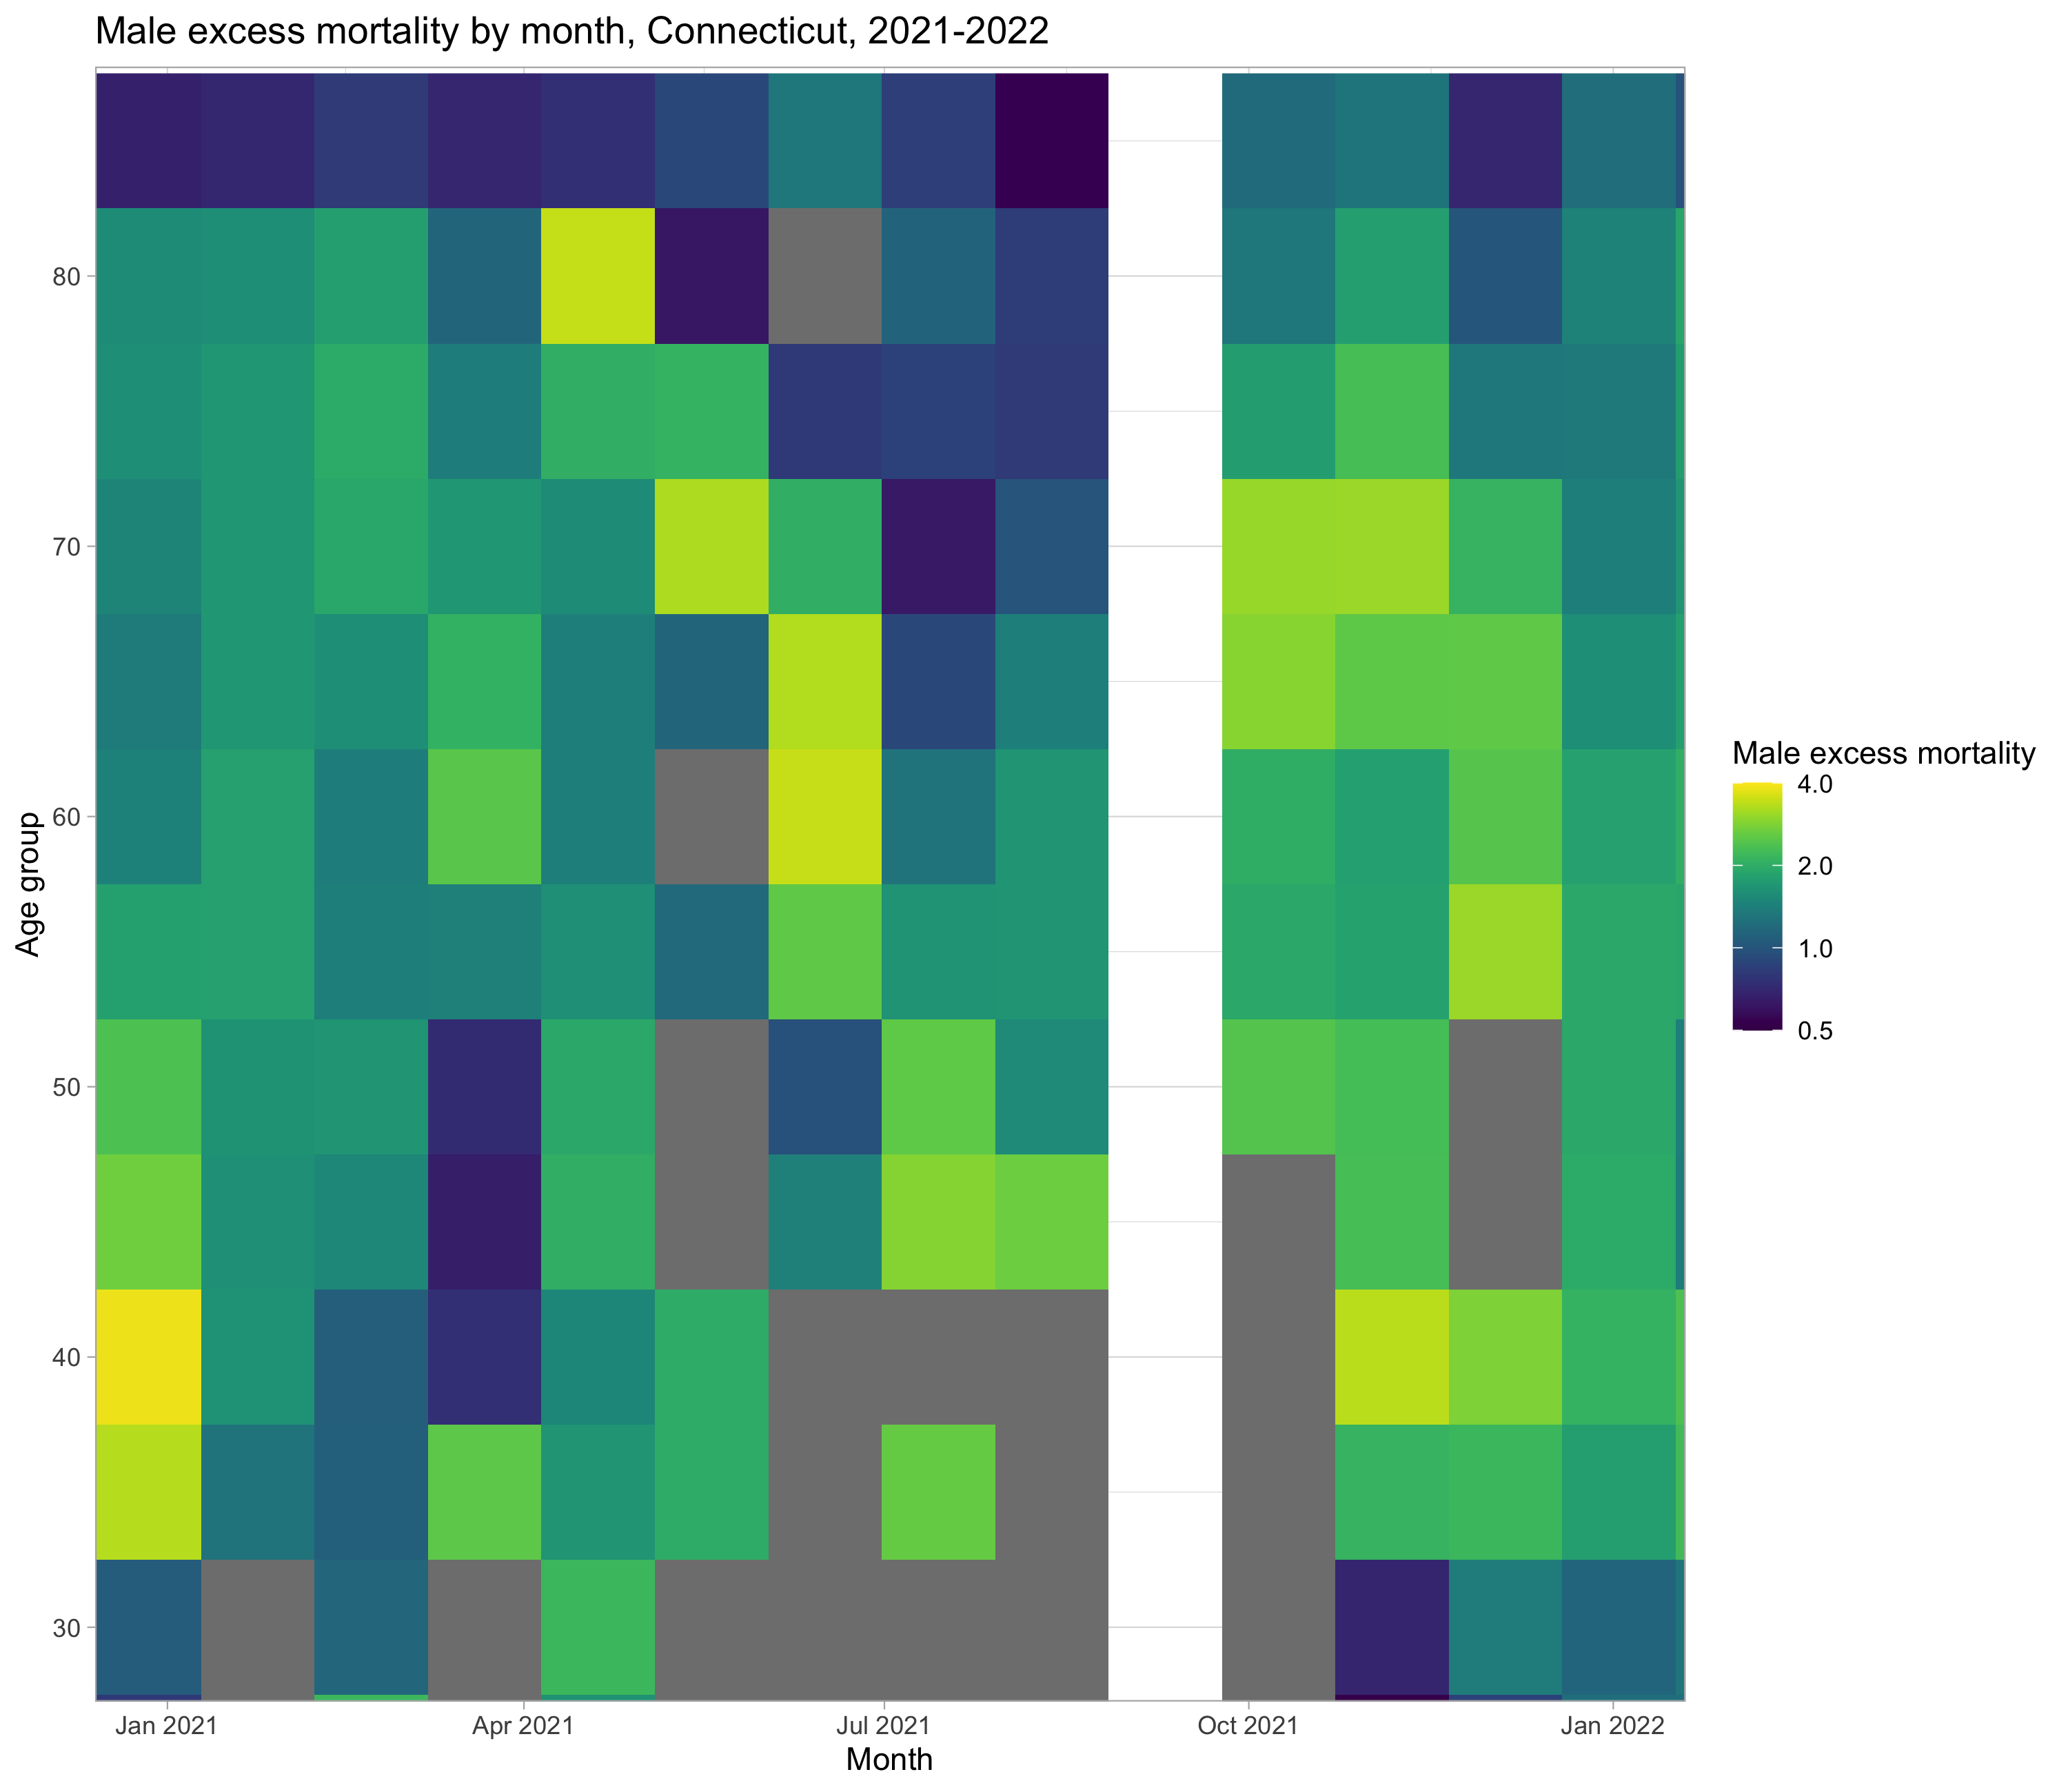 Male excess mortality by month, Connecticut, 2021-2022
80
70
60
50
40
30
Age group
Jan 2021
Apr 2021
Jul 2021
Oct 2021
Jan 2022
Month
Male excess mortality
4.0
2.0
1.0
0.5